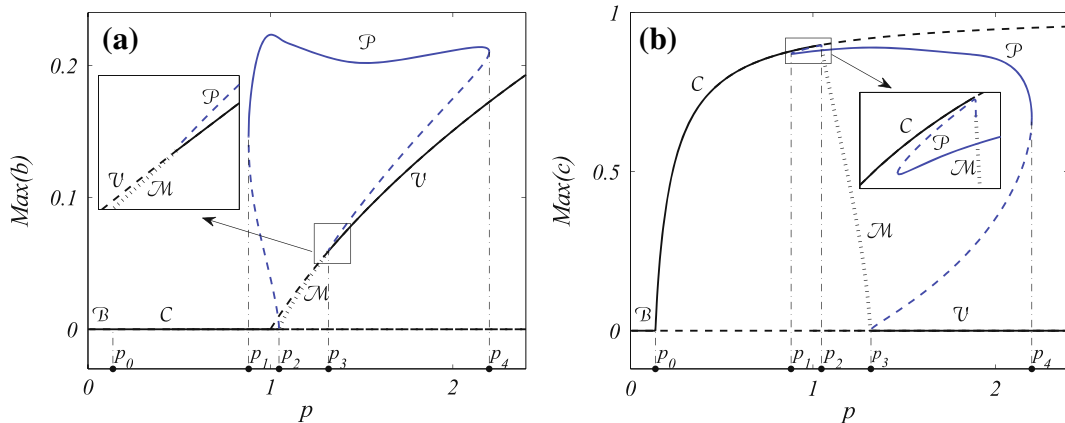 (a)
Max(b)
0.2
0.1
0
𝒫
𝒫
𝒱
ℳ
𝒱
ℳ
ℬ
C
p0
p1
p2
p3
p4
0
1
2
p
(b)
Max(c)
1
0.5
0
C
𝒫
C
𝒫
ℳ
ℳ
ℬ
𝒱
p0
p1
p2
p3
p4
0
1
2
p